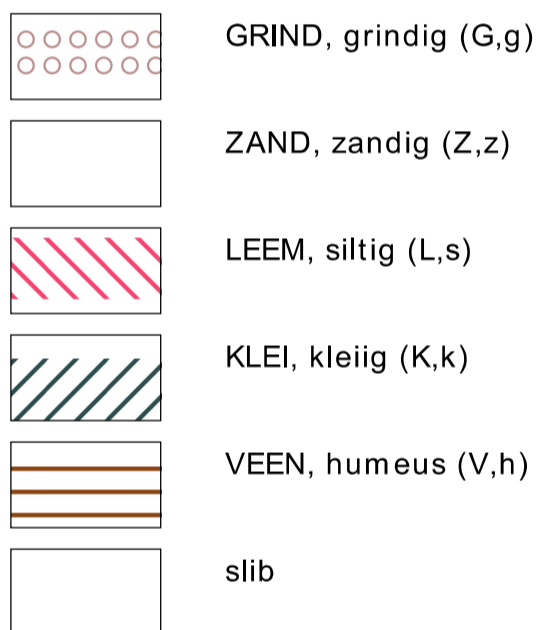 GRIND, grindig (G,g)
ZAND, zandig (Z,z)
LEEM, siltig (L,s)
KLEI, kleiig (K,k)
VEEN, humeus (V,h)
slib